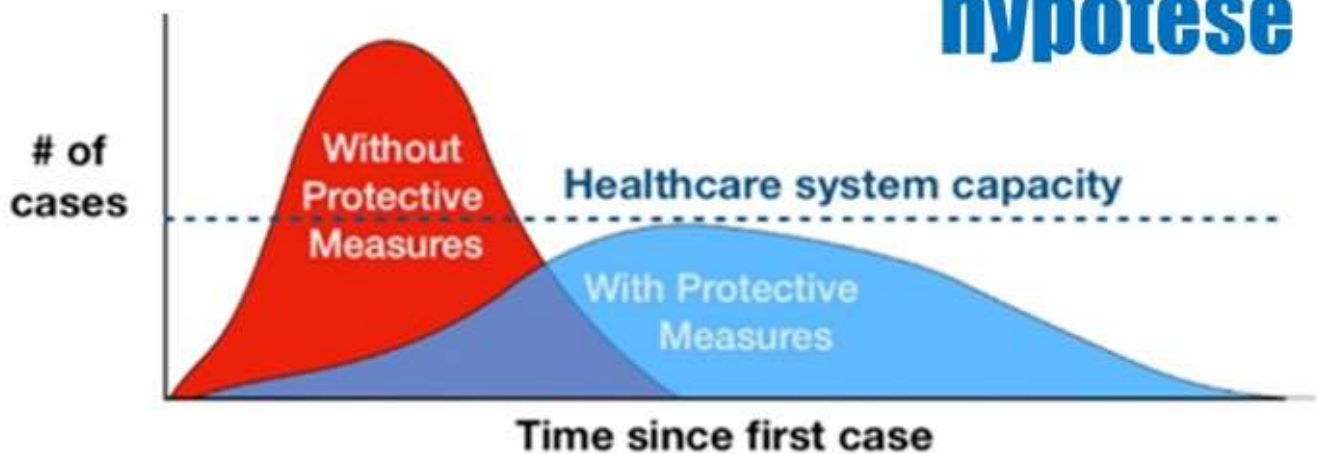 hypotese
# of
cases
Without
Protective
Measures
Healthcare system capacity
With Protective
Measures
Time since first case